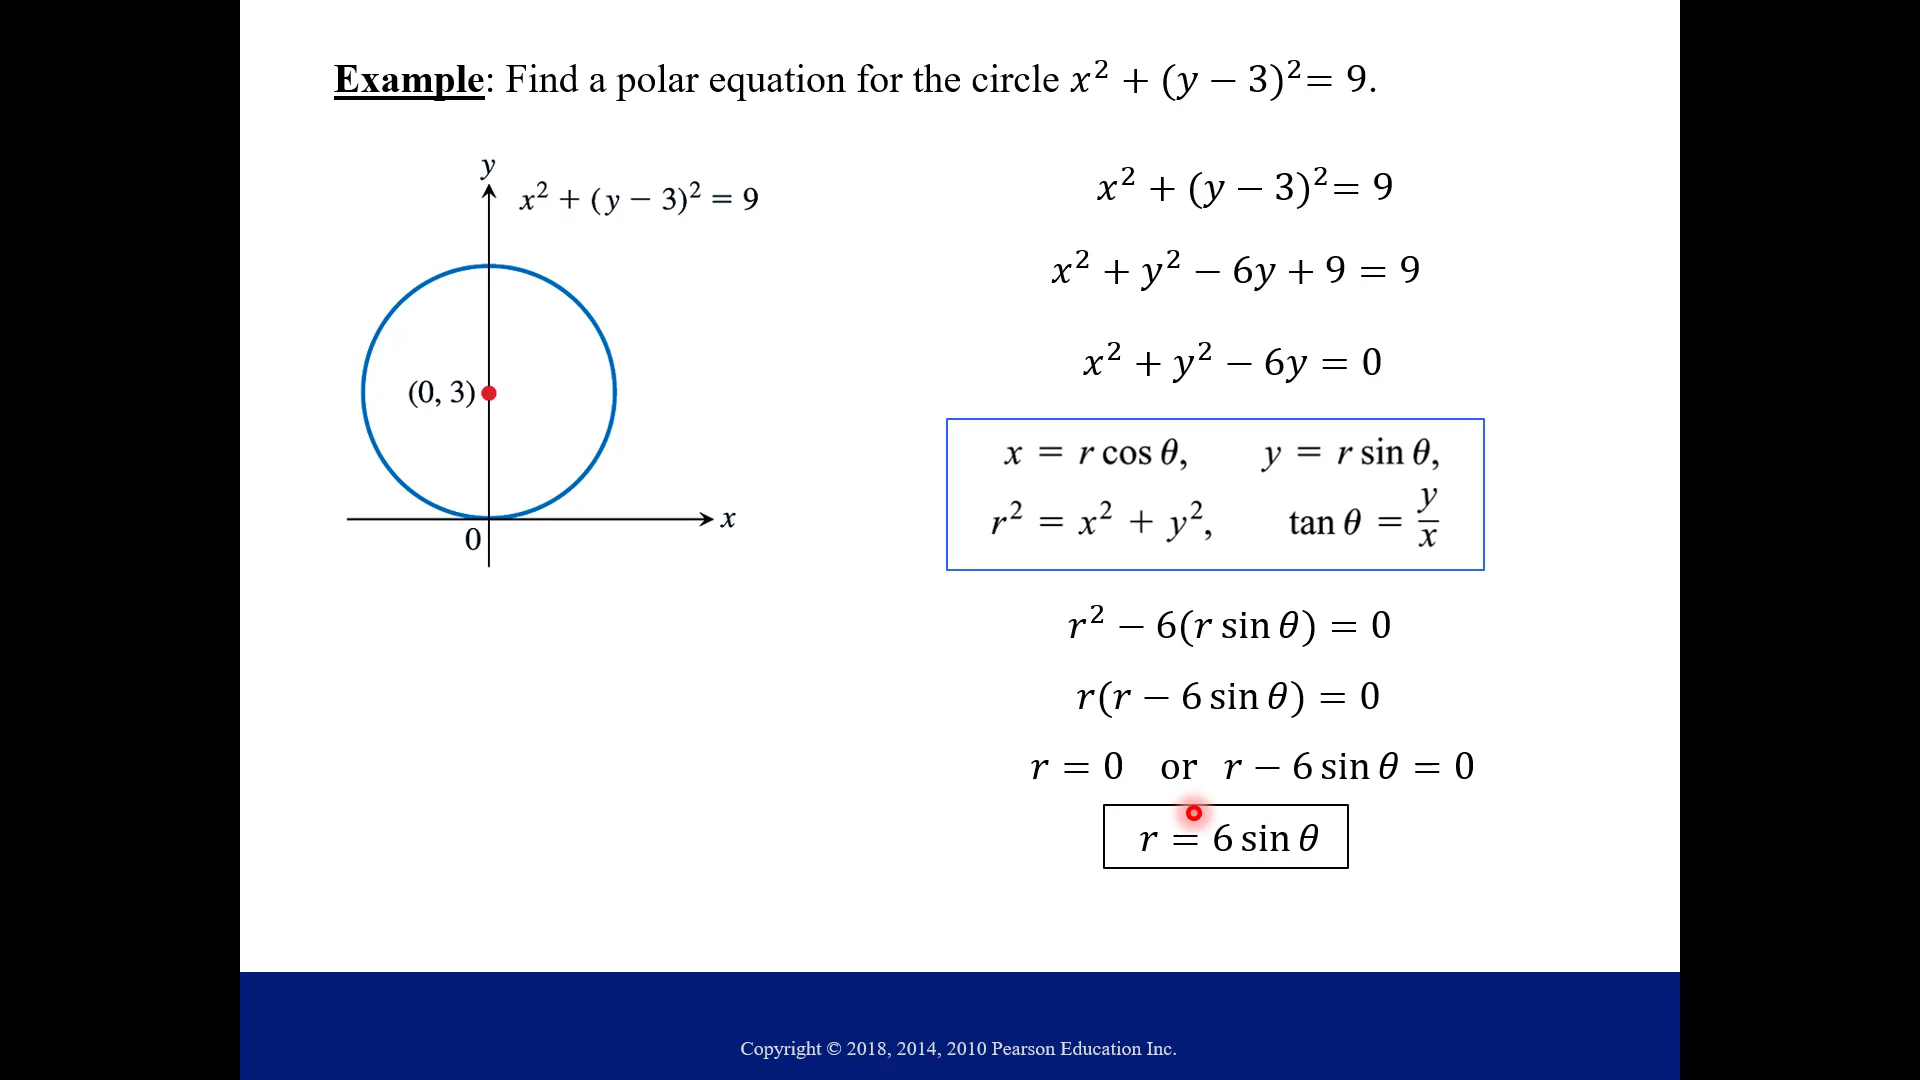 Example: Find a polar equation for the circle x² + (y − 3)²= 9.
y
x² + (y − 3)² = 9
(0, 3)
0
x
x² + (y − 3)²= 9
x² + y² − 6y + 9 = 9
x² + y² − 6y = 0
x = r cos θ, y = r sin θ,
r² = x² + y², tan θ = y/x
r² − 6(r sin θ) = 0
r(r − 6 sin θ) = 0
r = 0 or r − 6 sin θ = 0
r = 6 sin θ
Copyright © 2018, 2014, 2010 Pearson Education Inc.